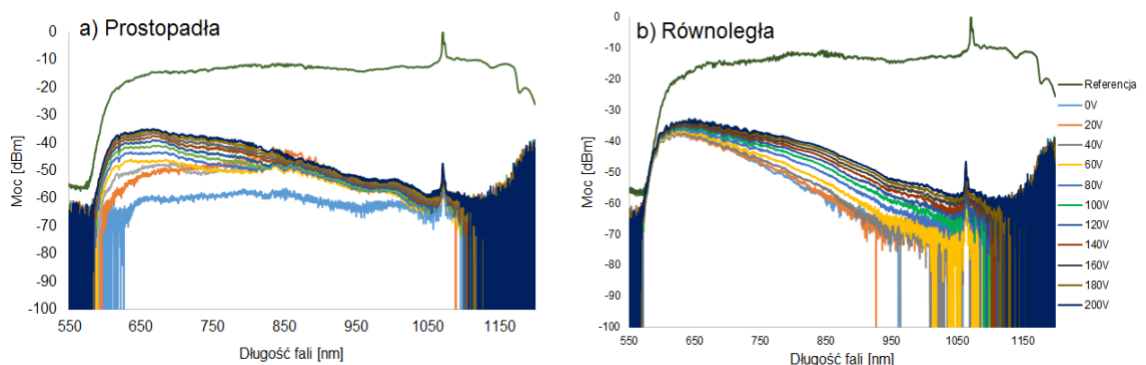 a) Prostopadła
0
-10
-20
-30
-40
-50
-60
-70
-80
-90
-100
Moc [dBm]
550 650 750 850 950 1050 1150
Długość fali [nm]
b) Równoległa
0
-10
-20
-30
-40
-50
-60
-70
-80
-90
-100
Moc [dBm]
550 650 750 850 950 1050 1150
Długość fali [nm]
Referencja
0V
20V
40V
60V
80V
100V
120V
140V
160V
180V
200V